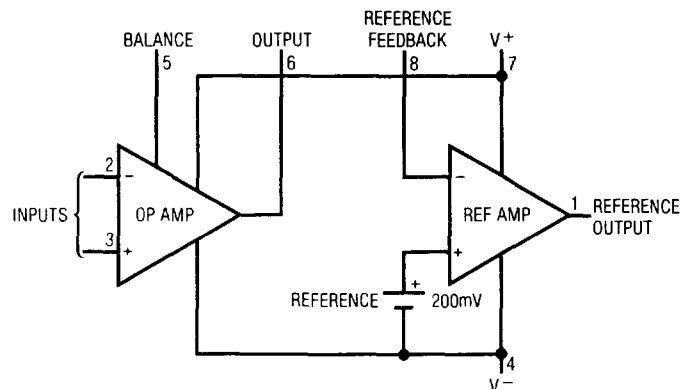 BALANCE
5
OUTPUT
6
REFERENCE
FEEDBACK
8
V+
7
2
−
INPUTS
OP AMP
3
+
−
REF AMP
+
1
REFERENCE
OUTPUT
REFERENCE
+
200mV
4
V−